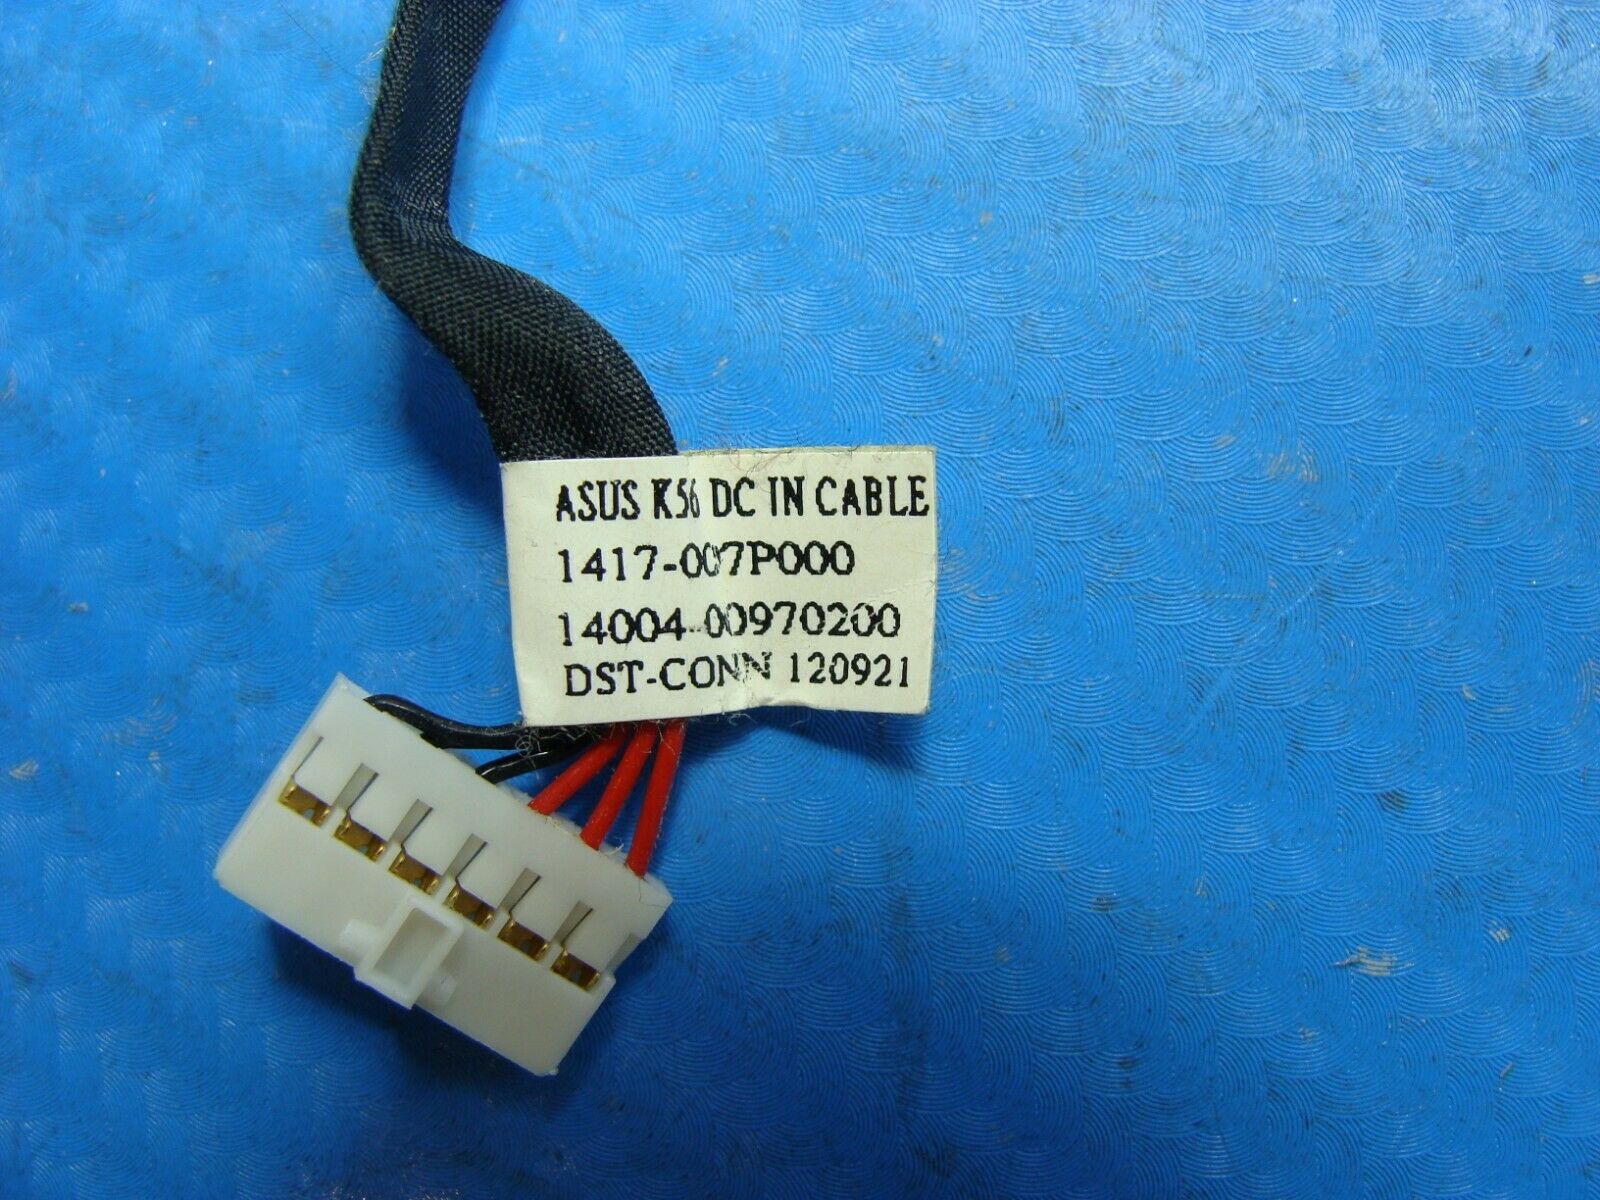 ASUS K56 DC IN CABLE
1417-007P000
14004-00970200
DST-CONN 120921